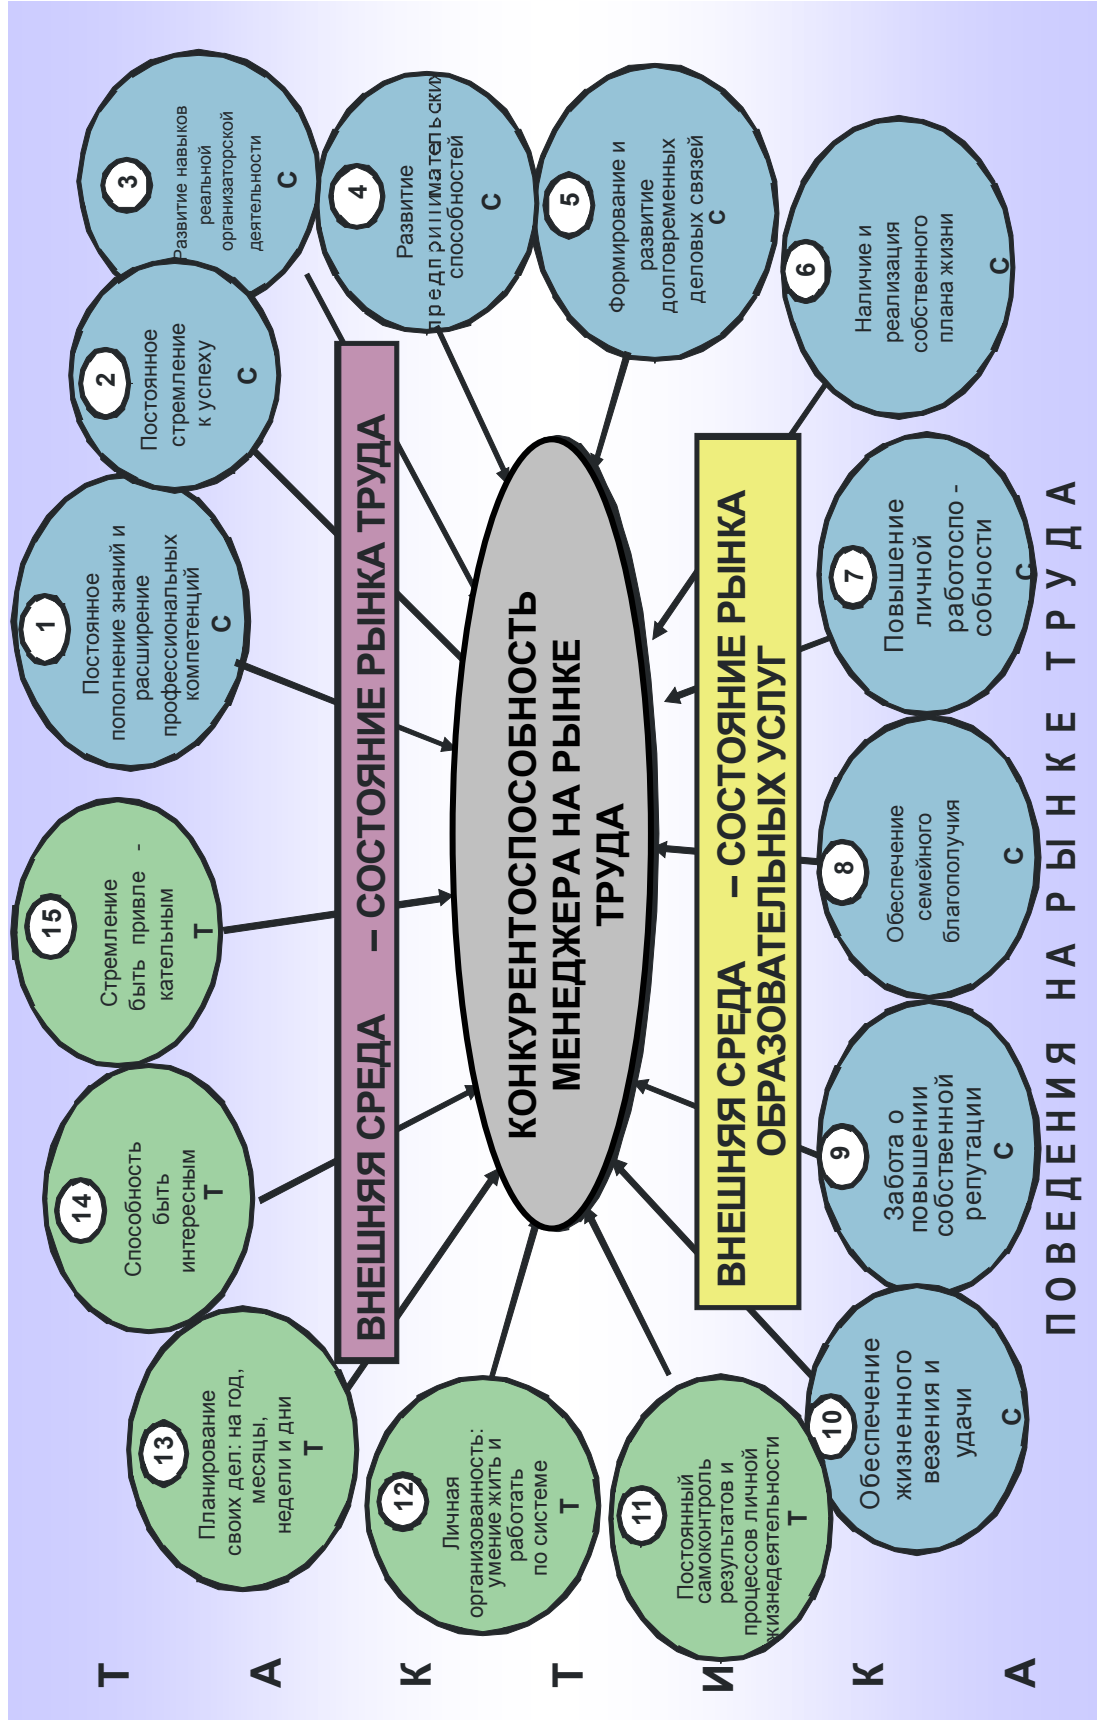 Т
А
К
Т
И
К
А
1
Постоянное
пополнение знаний и
расширение
профессиональных
компетенций
С
2
Постоянное
стремление
к успеху
С
3
Развитие навыков
реальной
организаторской
деятельности
С
4
Развитие
предпринимательских
способностей
С
5
Формирование и
развитие
долговременных
деловых связей
С
6
Наличие и
реализация
собственного
плана жизни
С
7
Повышение
личной
работоспо -
собности
С
8
Обеспечение
семейного
благополучия
С
9
Забота о
повышении
собственной
репутации
С
10
Обеспечение
жизненного
везения и
удачи
С
11
Постоянный
самоконтроль
результатов и
процессов личной
жизнедеятельности
Т
12
Личная
организованность:
умение жить и
работать
по системе
Т
13
Планирование
своих дел: на год,
месяцы,
недели и дни
Т
14
Способность
быть
интересным
Т
15
Стремление
быть привле -
кательным
Т
ВНЕШНЯЯ СРЕДА – СОСТОЯНИЕ РЫНКА ТРУДА
КОНКУРЕНТОСПОСОБНОСТЬ
МЕНЕДЖЕРА НА РЫНКЕ
ТРУДА
ВНЕШНЯЯ СРЕДА – СОСТОЯНИЕ РЫНКА
ОБРАЗОВАТЕЛЬНЫХ УСЛУГ
ПОВЕДЕНИЯ НА РЫНКЕ ТРУДА